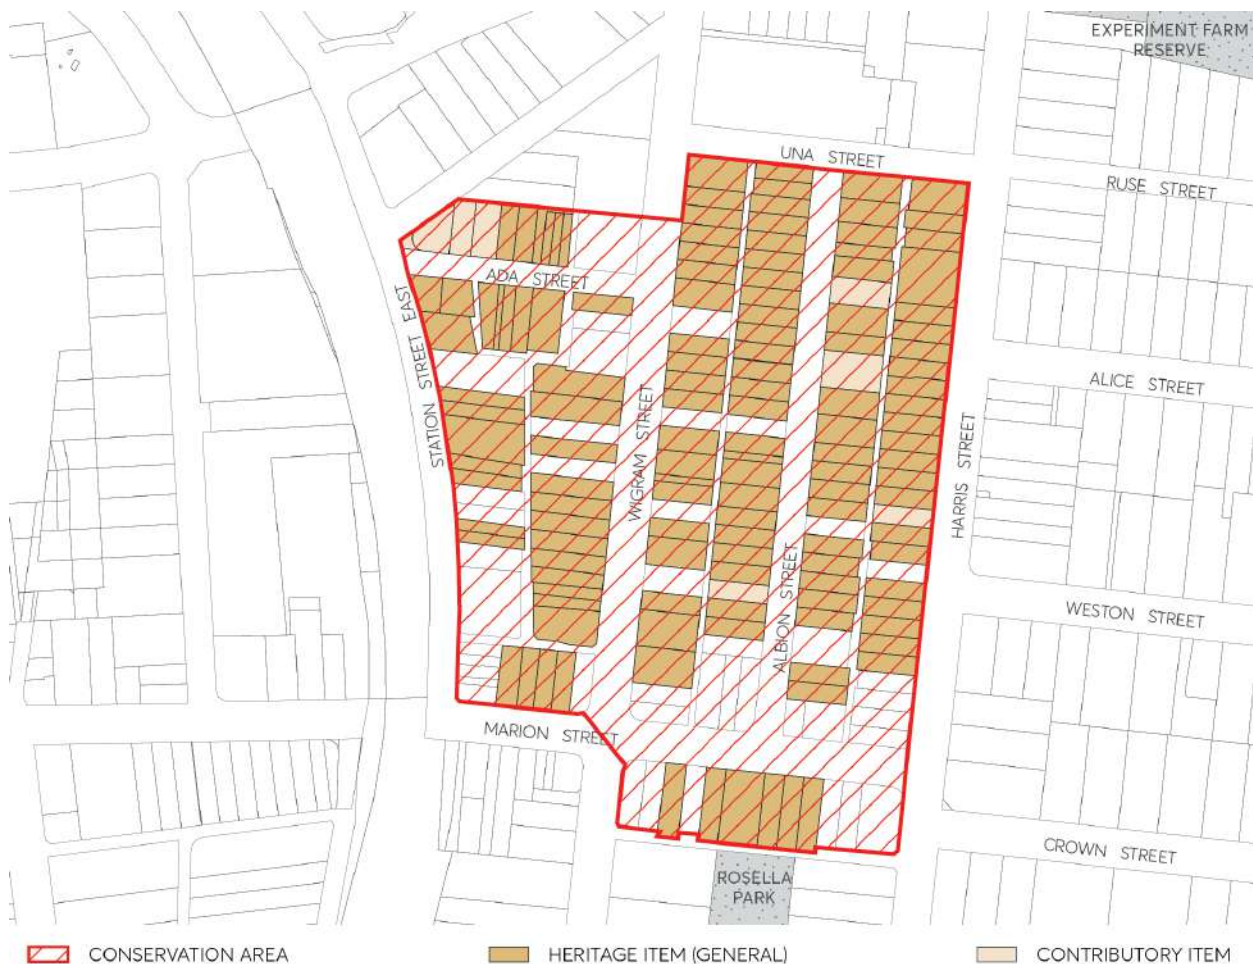 EXPERIMENT FARM
RESERVE
UNA STREET
RUSE STREET
ADA STREET
STATION STREET EAST
ALICE STREET
WIGRAM STREET
HARRIS STREET
ALBION STREET
WESTON STREET
MARION STREET
CROWN STREET
ROSELLA
PARK
CONSERVATION AREA
HERITAGE ITEM (GENERAL)
CONTRIBUTORY ITEM